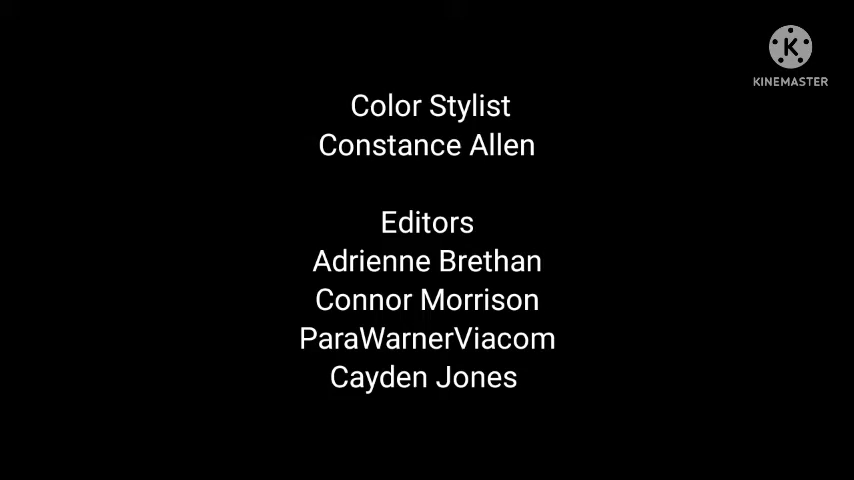 K
KINEMASTER
Color Stylist
Constance Allen
Editors
Adrienne Brethan
Connor Morrison
ParaWarnerViacom
Cayden Jones